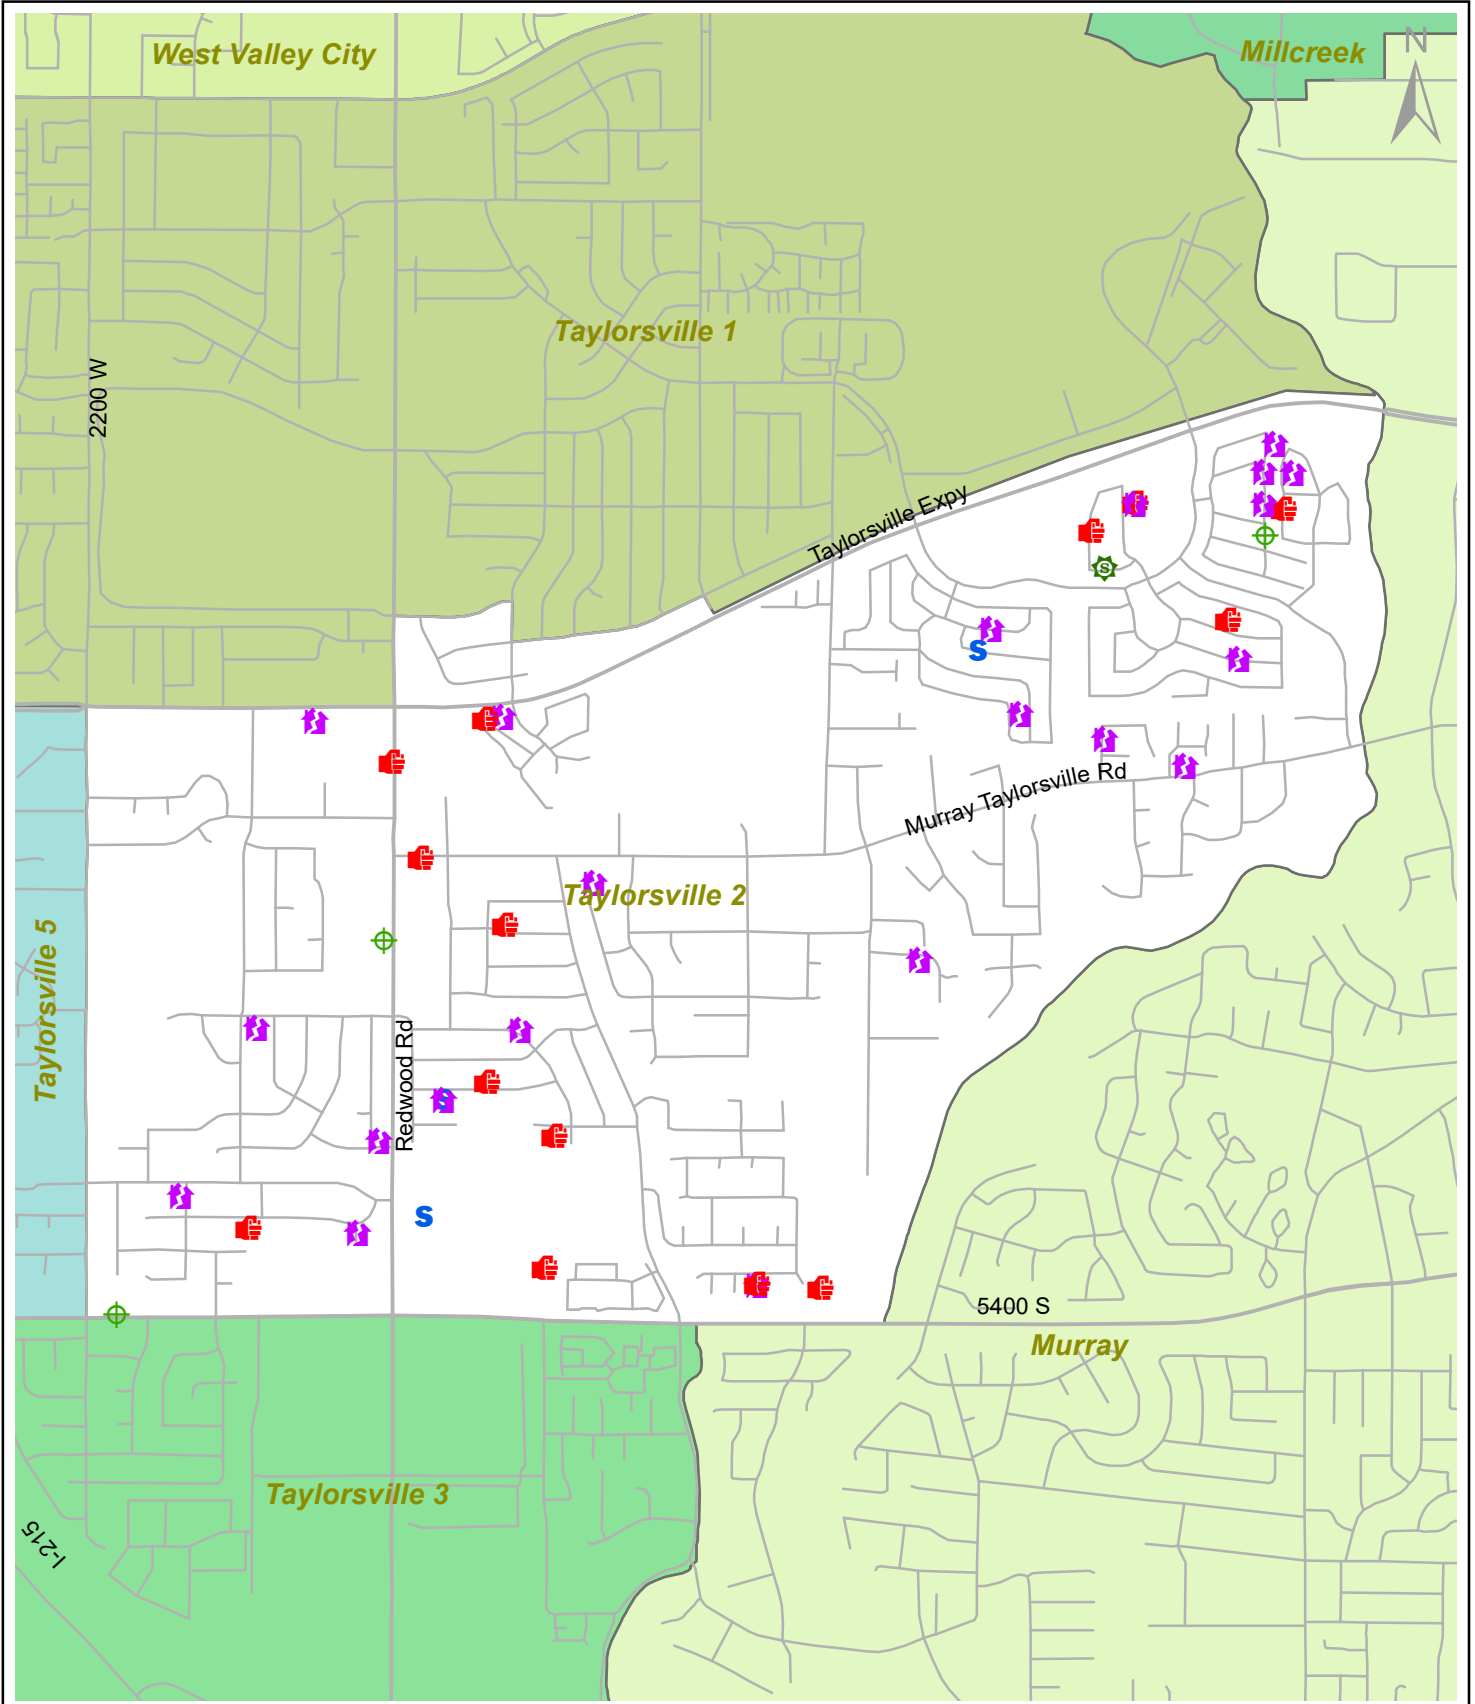 West Valley City
Millcreek
N
Taylorsville 1
2200 W
Taylorsville Expy
S
S
Murray Taylorsville Rd
Taylorsville 2
Taylorsville 5
Redwood Rd
S
S
5400 S
Murray
Taylorsville 3
I-215